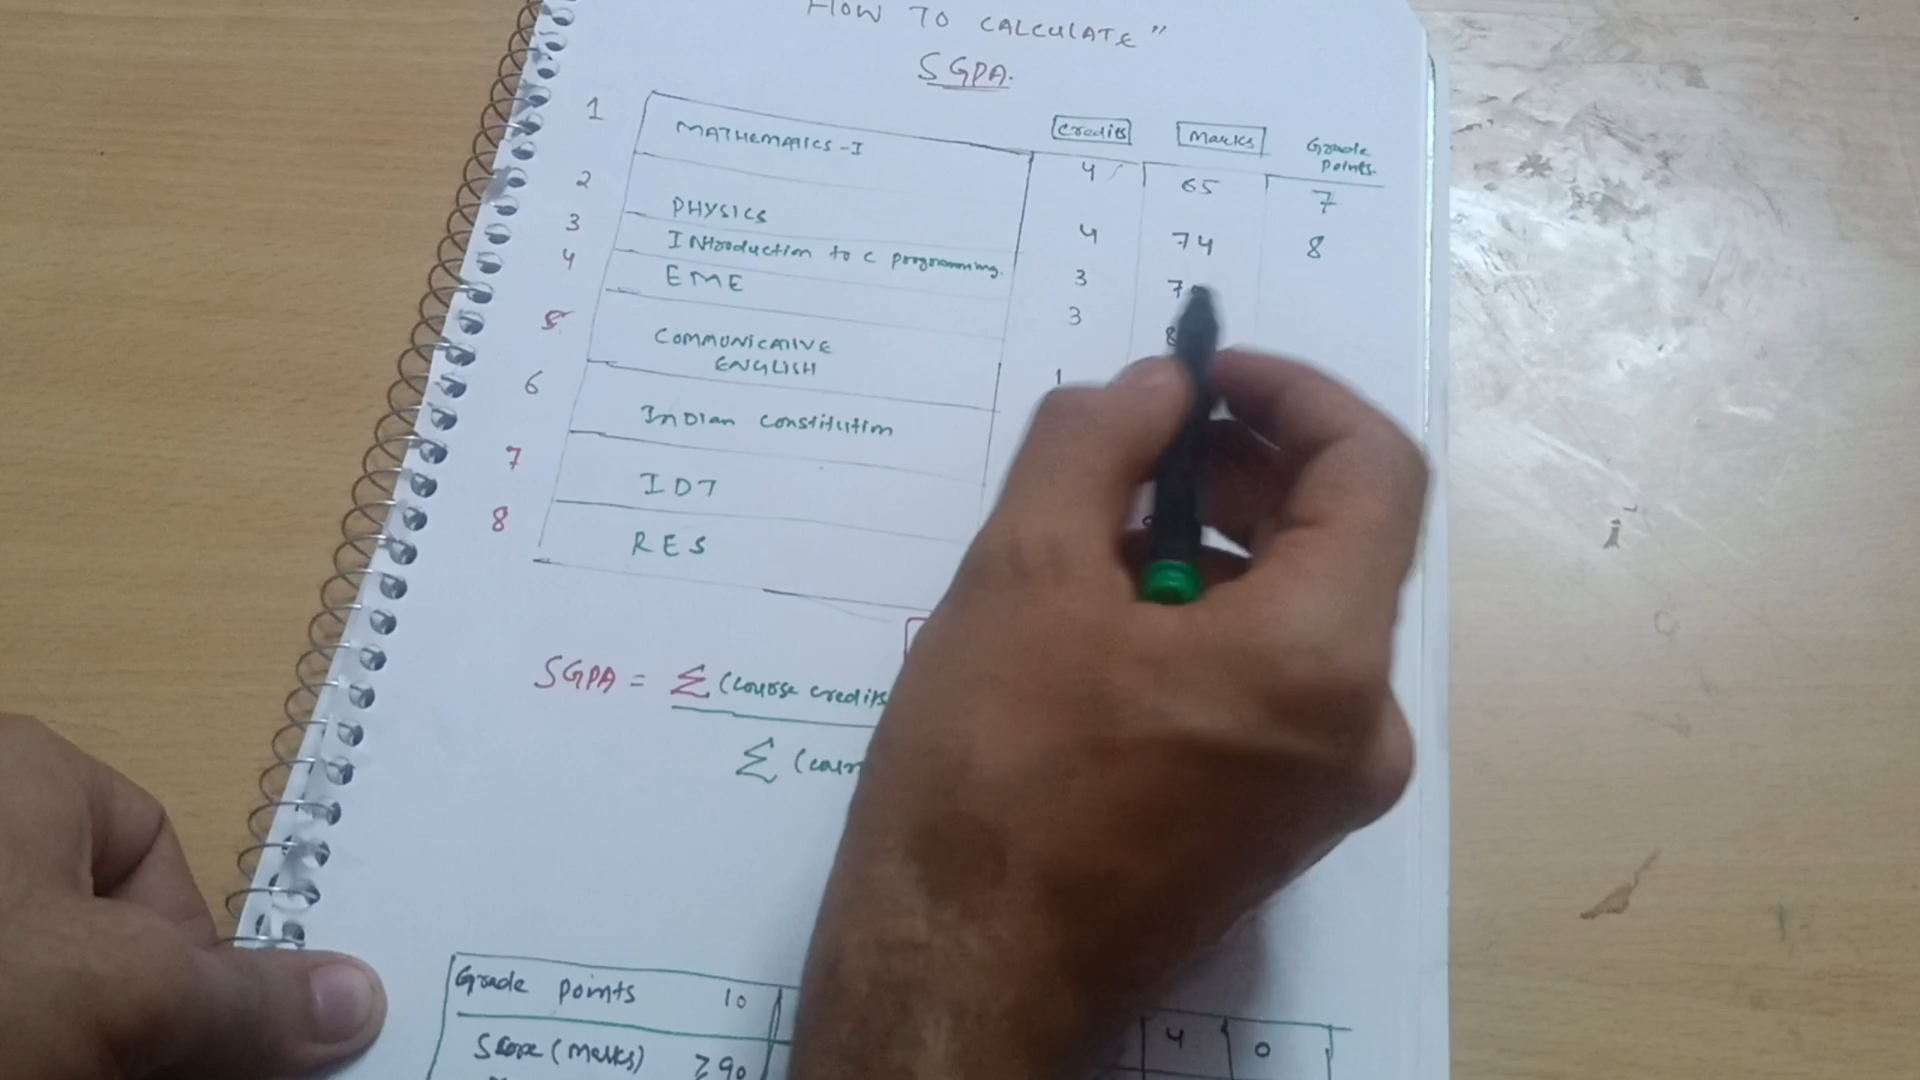 "HOW TO CALCULATE"
SGPA.
Credits Marks Grade Points.
1 MATHEMATICS-I 4 65 7
2 PHYSICS 4 74 8
3 INtroduction to C programming. 3
4 EME 3
5 COMMUNICATIVE ENGLISH
6 InDIan constitution
7 IDT
8 RES
SGPA = Σ (course credits
Σ (
Grade points 10 4 0
(Marks) ≥90